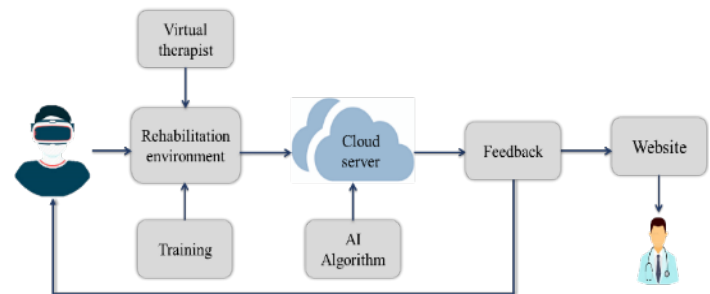 Virtual
therapist
Rehabilitation
environment
Cloud
server
Feedback
Website
Training
AI
Algorithm